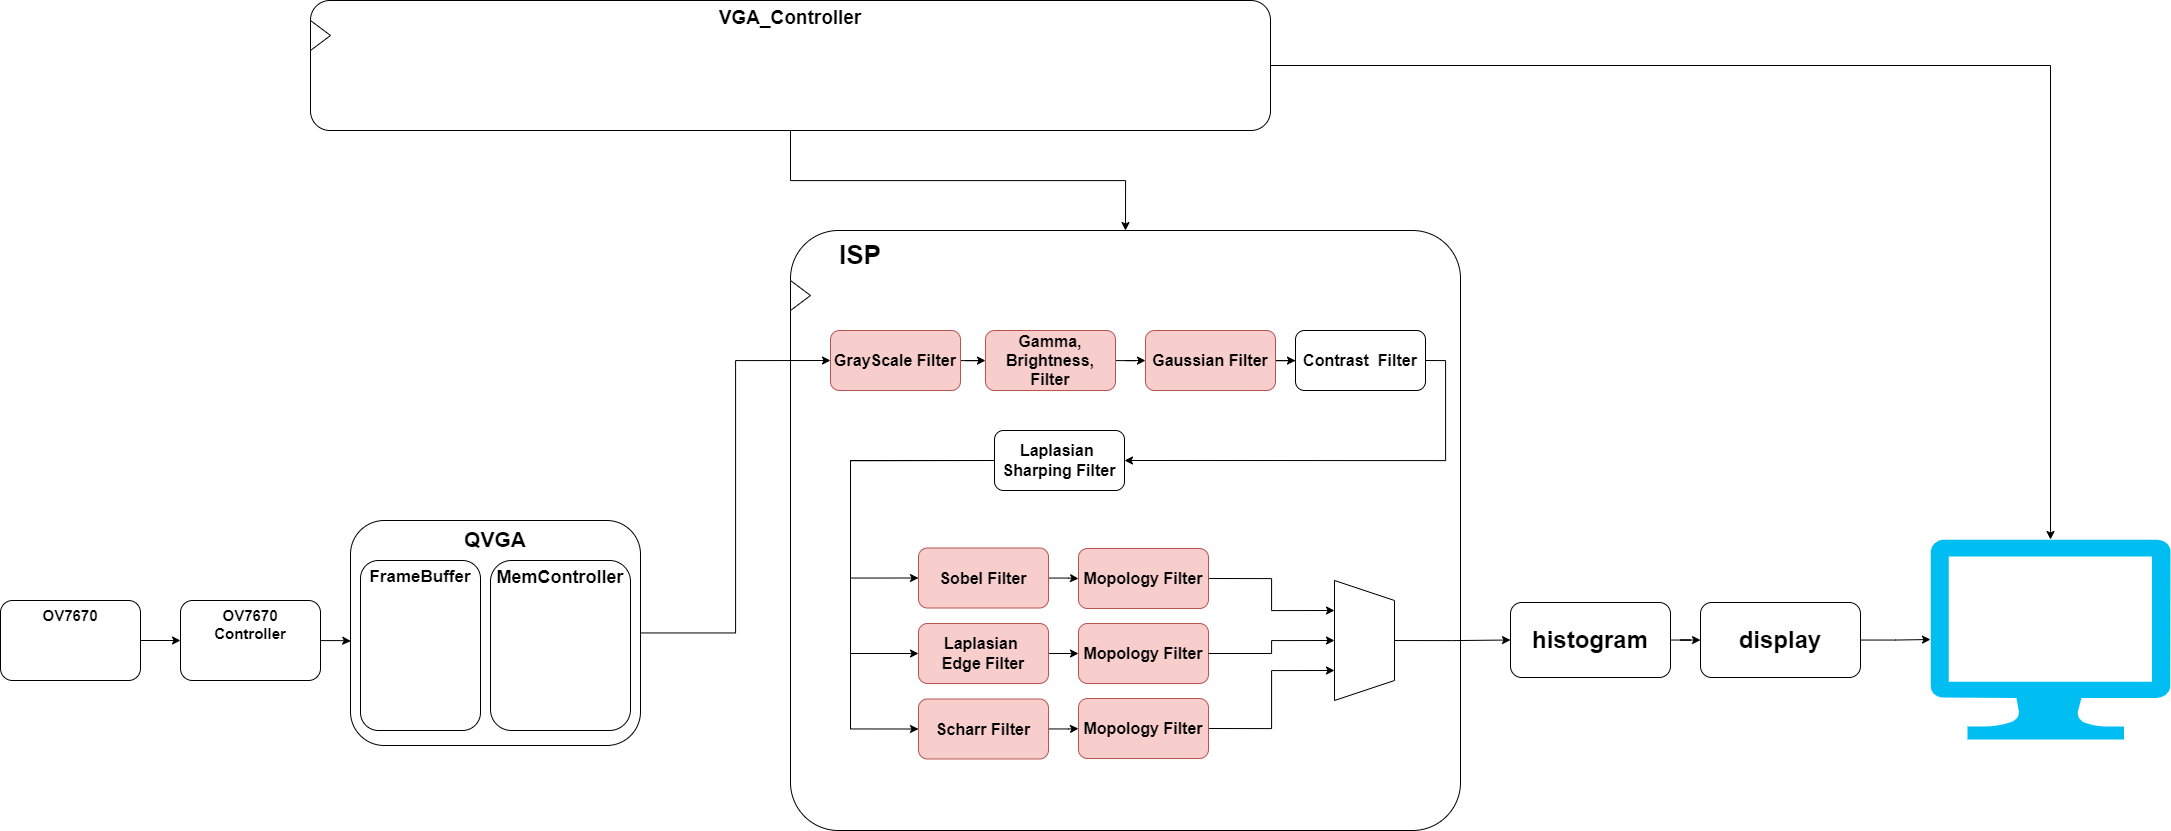 VGA_Controller
ISP
GrayScale Filter
Gamma,
Brightness,
Filter
Gaussian Filter
Contrast  Filter
Laplasian
Sharping Filter
QVGA
FrameBuffer
MemController
OV7670
OV7670
Controller
Sobel Filter
Mopology Filter
Laplasian
Edge Filter
Mopology Filter
Scharr Filter
Mopology Filter
histogram
display